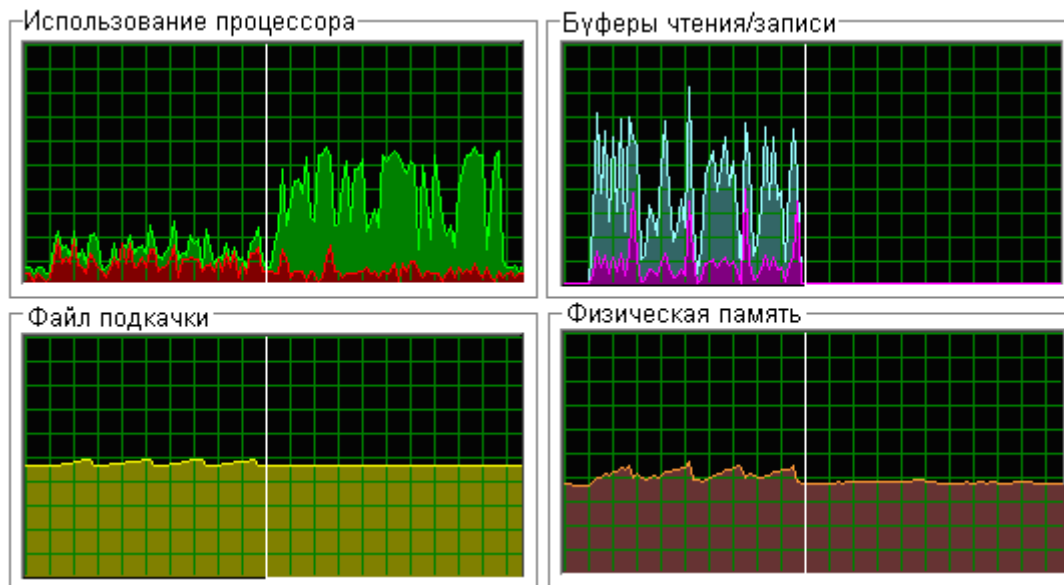 Использование процессора
Буферы чтения/записи
Файл подкачки
Физическая память